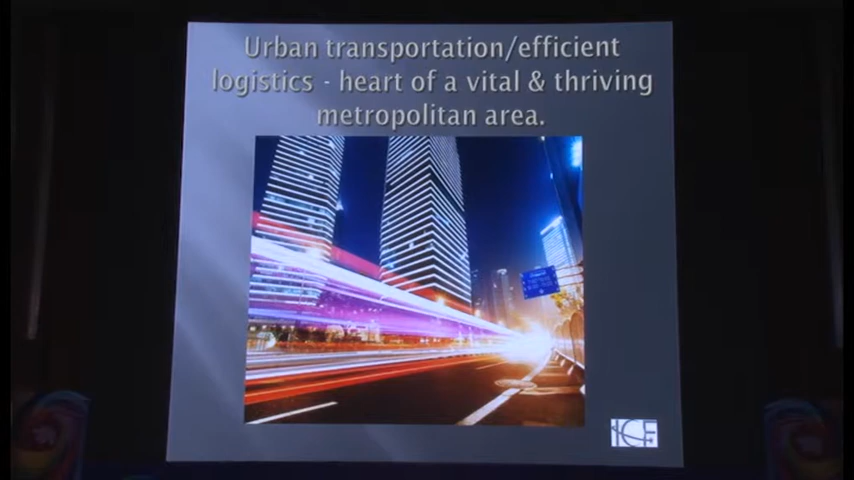 Urban transportation/efficient
logistics - heart of a vital & thriving
metropolitan area.
ICF